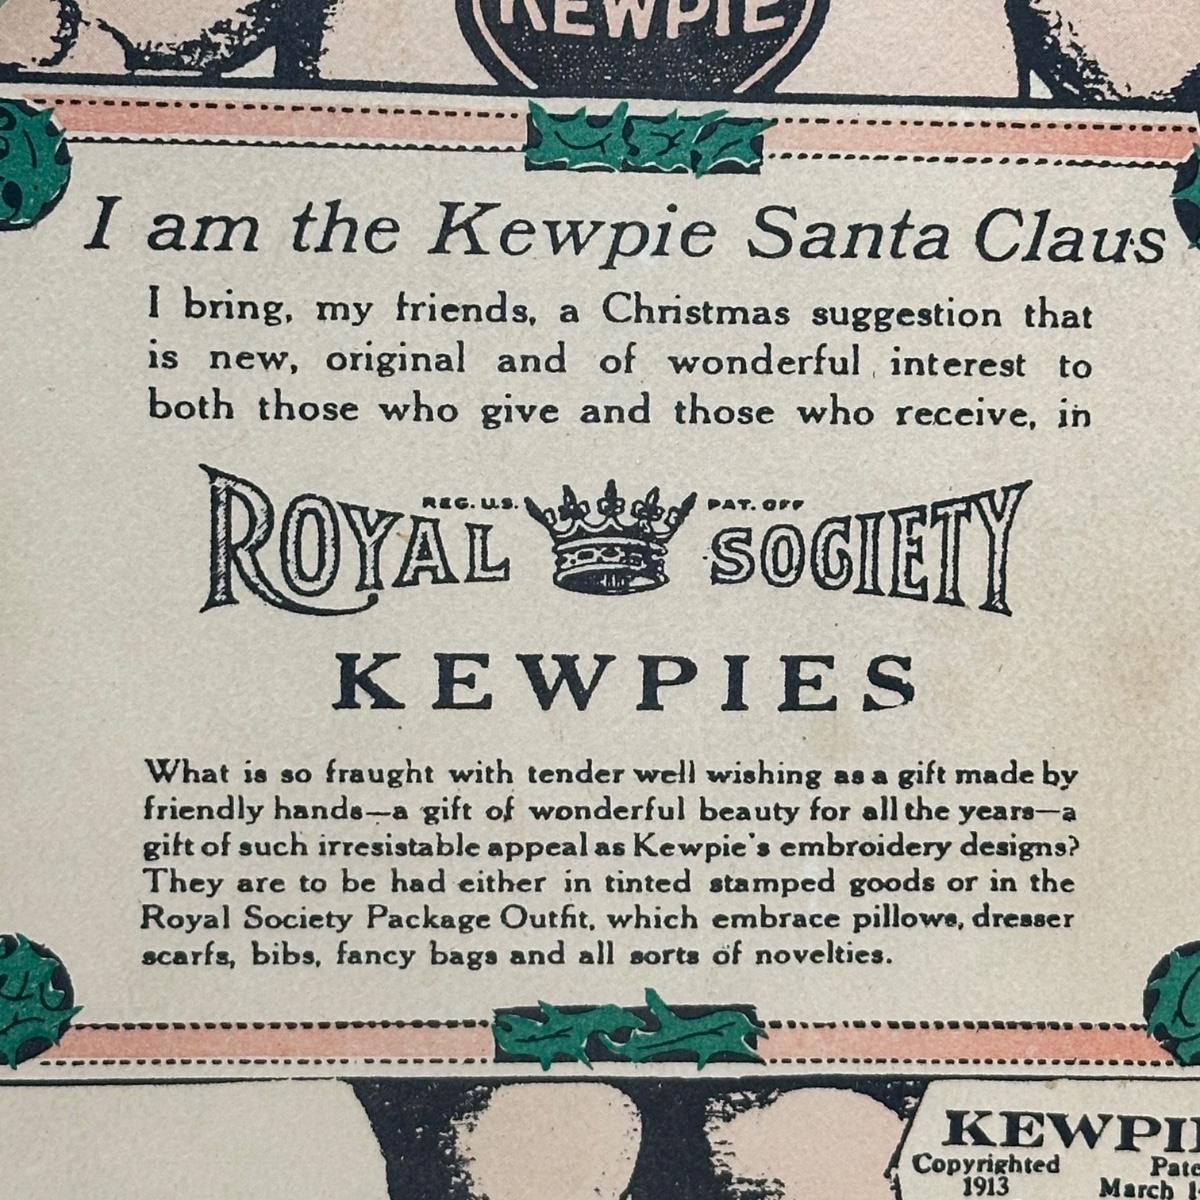 KEWPIE
I am the Kewpie Santa Claus
I bring, my friends, a Christmas suggestion that
is new, original and of wonderful interest to
both those who give and those who receive, in
REG. U.S. PAT. OFF
ROYAL SOCIETY
KEWPIES
What is so fraught with tender well wishing as a gift made by
friendly hands—a gift of wonderful beauty for all the years—a
gift of such irresistable appeal as Kewpie's embroidery designs?
They are to be had either in tinted stamped goods or in the
Royal Society Package Outfit, which embrace pillows, dresser
scarfs, bibs, fancy bags and all sorts of novelties.
Copyrighted
1913 March